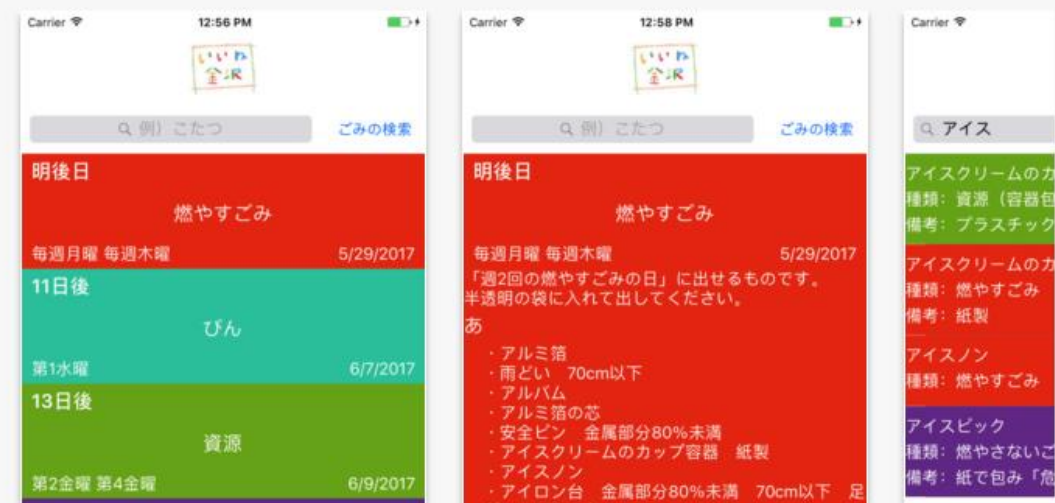 Carrier 12:56 PM
いいね
金沢
例）こたつ ごみの検索
明後日
燃やすごみ
毎週月曜 毎週木曜 5/29/2017
11日後
びん
第1水曜 6/7/2017
13日後
資源
第2金曜 第4金曜 6/9/2017
Carrier 12:58 PM
いいね
金沢
例）こたつ ごみの検索
明後日
燃やすごみ
毎週月曜 毎週木曜 5/29/2017
「週2回の燃やすごみの日」に出せるものです。
半透明の袋に入れて出してください。
あ
・アルミ箔
・雨どい 70cm以下
・アルバム
・アルミ箔の芯
・安全ピン 金属部分80%未満
・アイスクリームのカップ容器 紙製
・アイスノン
・アイロン台 金属部分80%未満 70cm以下 足
Carrier
アイス
アイスクリームのカ
種類：資源（容器包
備考：プラスチック
アイスクリームのカ
種類：燃やすごみ
備考：紙製
アイスノン
種類：燃やすごみ
アイスピック
種類：燃やさないご
備考：紙で包み「危